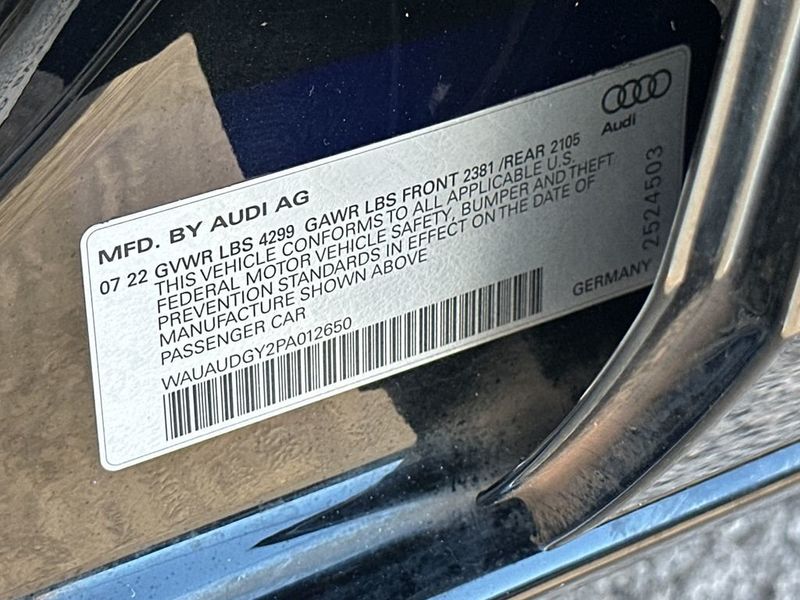 Audi
MFD. BY AUDI AG
07 22 GVWR LBS 4299 GAWR LBS FRONT 2381 /REAR 2105
THIS VEHICLE CONFORMS TO ALL APPLICABLE U.S.
FEDERAL MOTOR VEHICLE SAFETY, BUMPER AND THEFT
PREVENTION STANDARDS IN EFFECT ON THE DATE OF
MANUFACTURE SHOWN ABOVE
PASSENGER CAR
WAUAUDGY2PA012650
GERMANY
2524503